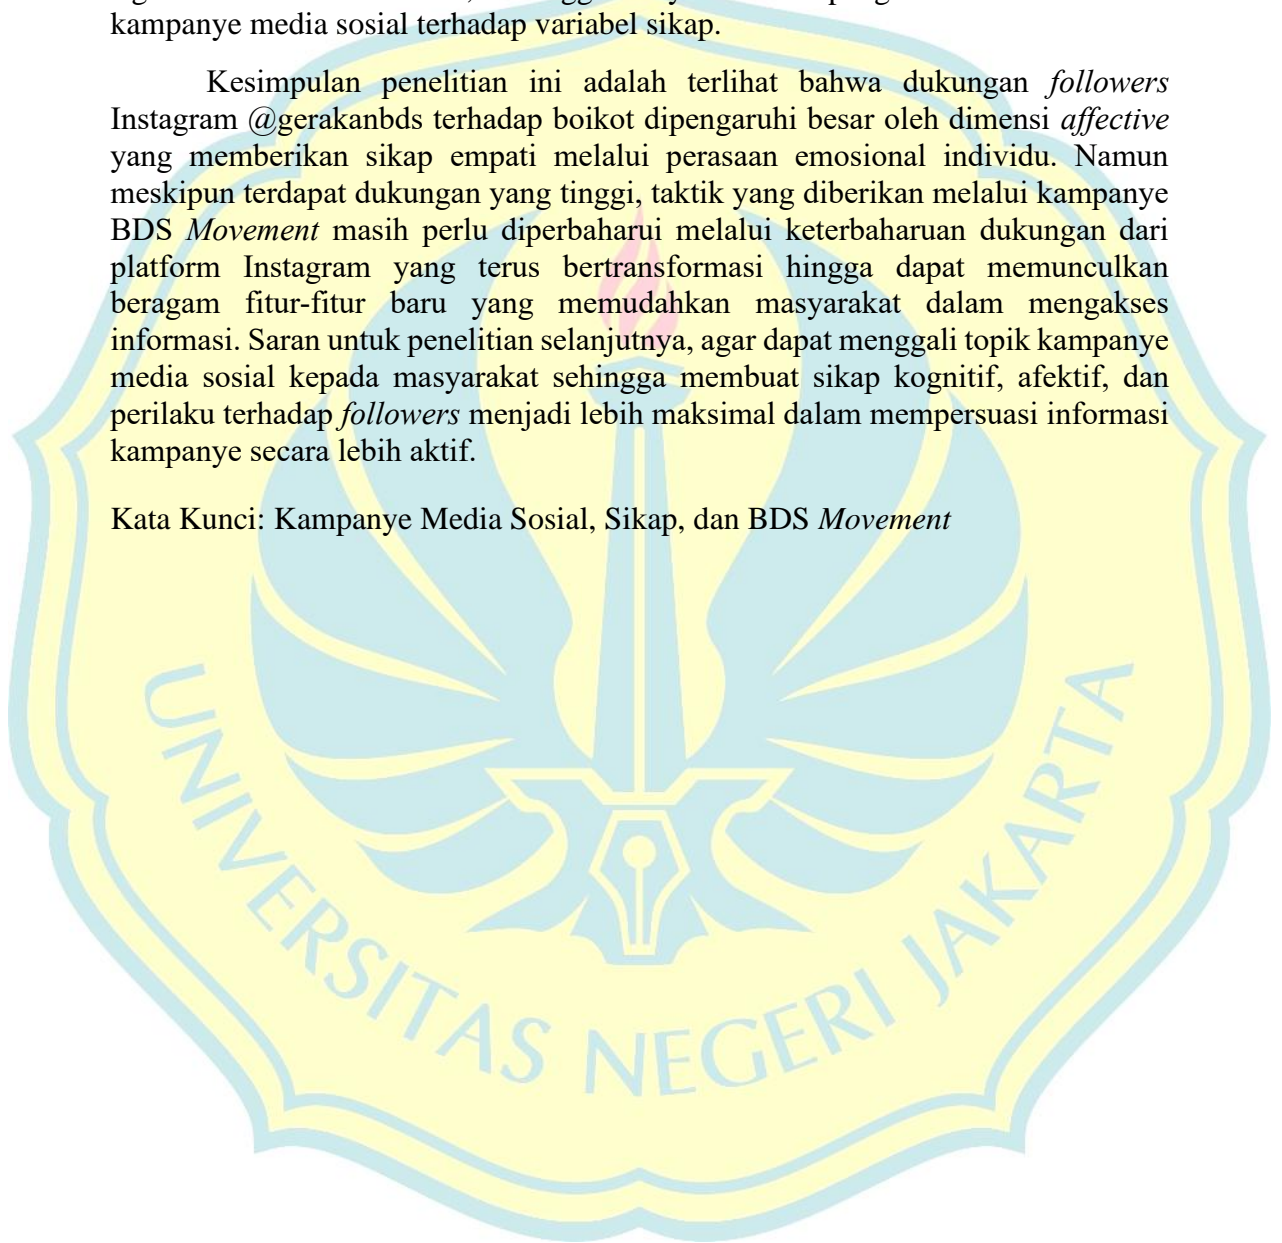 kampanye media sosial terhadap variabel sikap.
Kesimpulan penelitian ini adalah terlihat bahwa dukungan followers
Instagram @gerakanbds terhadap boikot dipengaruhi besar oleh dimensi affective
yang memberikan sikap empati melalui perasaan emosional individu. Namun
meskipun terdapat dukungan yang tinggi, taktik yang diberikan melalui kampanye
BDS Movement masih perlu diperbaharui melalui keterbaharuan dukungan dari
platform Instagram yang terus bertransformasi hingga dapat memunculkan
beragam fitur-fitur baru yang memudahkan masyarakat dalam mengakses
informasi. Saran untuk penelitian selanjutnya, agar dapat menggali topik kampanye
media sosial kepada masyarakat sehingga membuat sikap kognitif, afektif, dan
perilaku terhadap followers menjadi lebih maksimal dalam mempersuasi informasi
kampanye secara lebih aktif.
Kata Kunci: Kampanye Media Sosial, Sikap, dan BDS Movement
UNIVERSITAS NEGERI JAKARTA